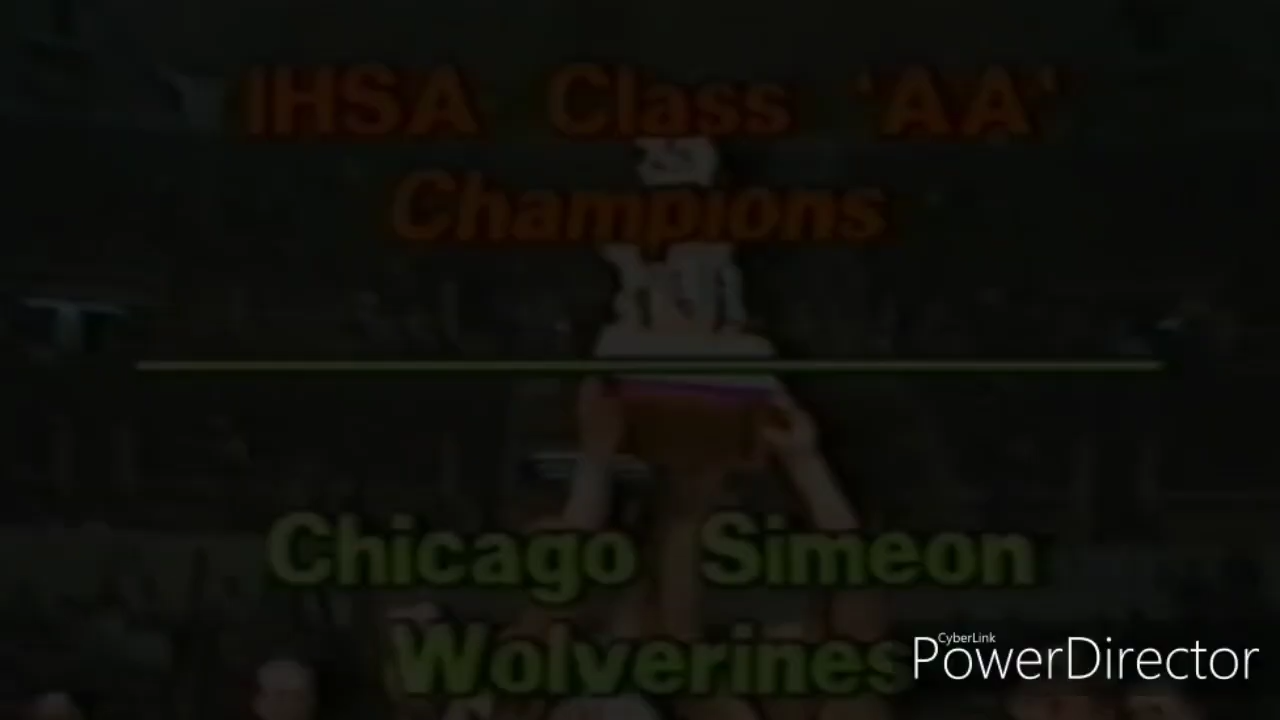 IHSA Class 'AA'
Champions
Chicago Simeon
Wolverines
CyberLink
PowerDirector